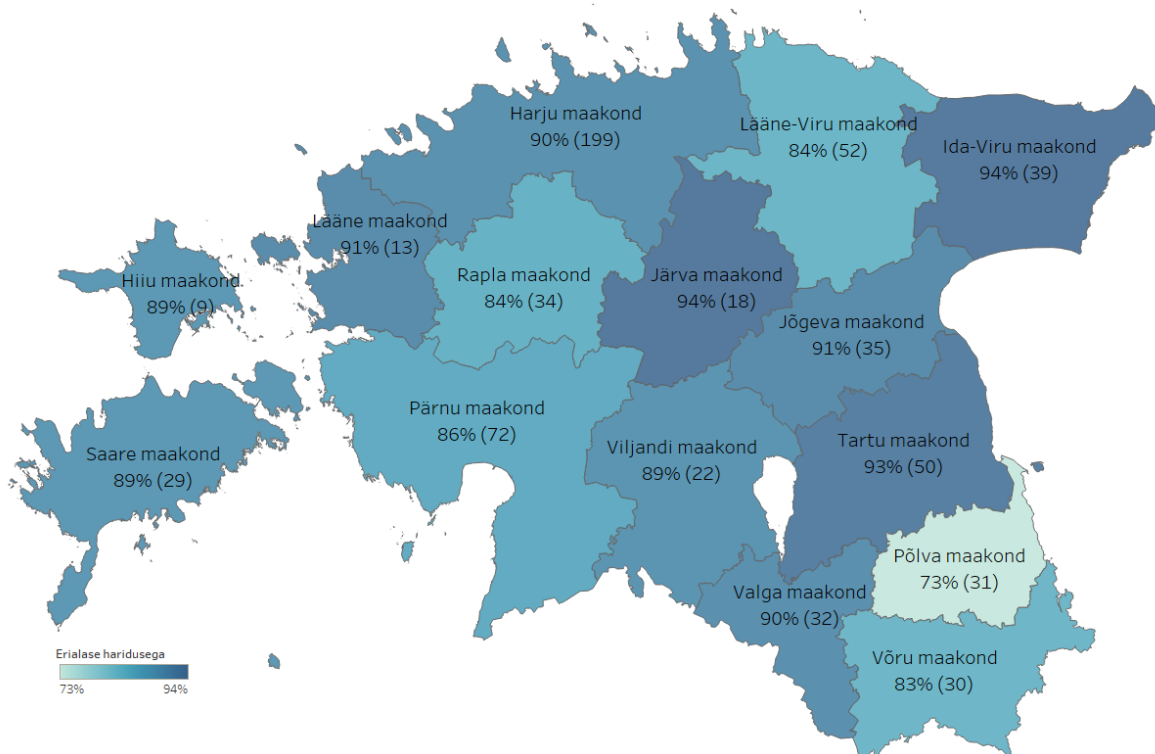 Harju maakond
90% (199)
Lääne-Viru maakond
84% (52)
Ida-Viru maakond
94% (39)
Lääne maakond
91% (13)
Hiiu maakond
89% (9)
Rapla maakond
84% (34)
Järva maakond
94% (18)
Jõgeva maakond
91% (35)
Pärnu maakond
86% (72)
Saare maakond
89% (29)
Viljandi maakond
89% (22)
Tartu maakond
93% (50)
Põlva maakond
73% (31)
Valga maakond
90% (32)
Võru maakond
83% (30)
Erialase haridusega
73% 94%